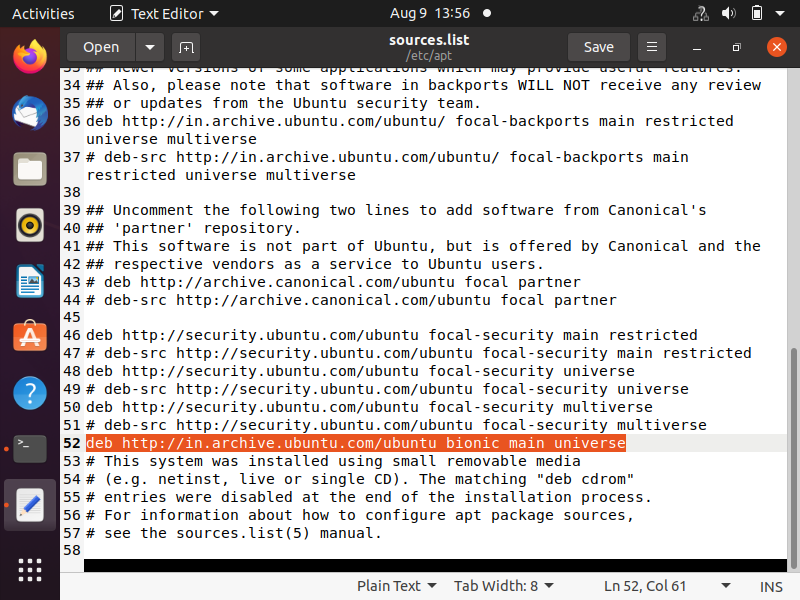 Activities
Text Editor
Aug 9 13:56
Open
sources.list
/etc/apt
Save
33 ## newer versions of some applications which may provide useful features.
34 ## Also, please note that software in backports WILL NOT receive any review
35 ## or updates from the Ubuntu security team.
36 deb http://in.archive.ubuntu.com/ubuntu/ focal-backports main restricted
universe multiverse
37 # deb-src http://in.archive.ubuntu.com/ubuntu/ focal-backports main
restricted universe multiverse
38
39 ## Uncomment the following two lines to add software from Canonical's
40 ## 'partner' repository.
41 ## This software is not part of Ubuntu, but is offered by Canonical and the
42 ## respective vendors as a service to Ubuntu users.
43 # deb http://archive.canonical.com/ubuntu focal partner
44 # deb-src http://archive.canonical.com/ubuntu focal partner
45
46 deb http://security.ubuntu.com/ubuntu focal-security main restricted
47 # deb-src http://security.ubuntu.com/ubuntu focal-security main restricted
48 deb http://security.ubuntu.com/ubuntu focal-security universe
49 # deb-src http://security.ubuntu.com/ubuntu focal-security universe
50 deb http://security.ubuntu.com/ubuntu focal-security multiverse
51 # deb-src http://security.ubuntu.com/ubuntu focal-security multiverse
52 deb http://in.archive.ubuntu.com/ubuntu bionic main universe
53 # This system was installed using small removable media
54 # (e.g. netinst, live or single CD). The matching "deb cdrom"
55 # entries were disabled at the end of the installation process.
56 # For information about how to configure apt package sources,
57 # see the sources.list(5) manual.
58
Plain Text
Tab Width: 8
Ln 52, Col 61
INS